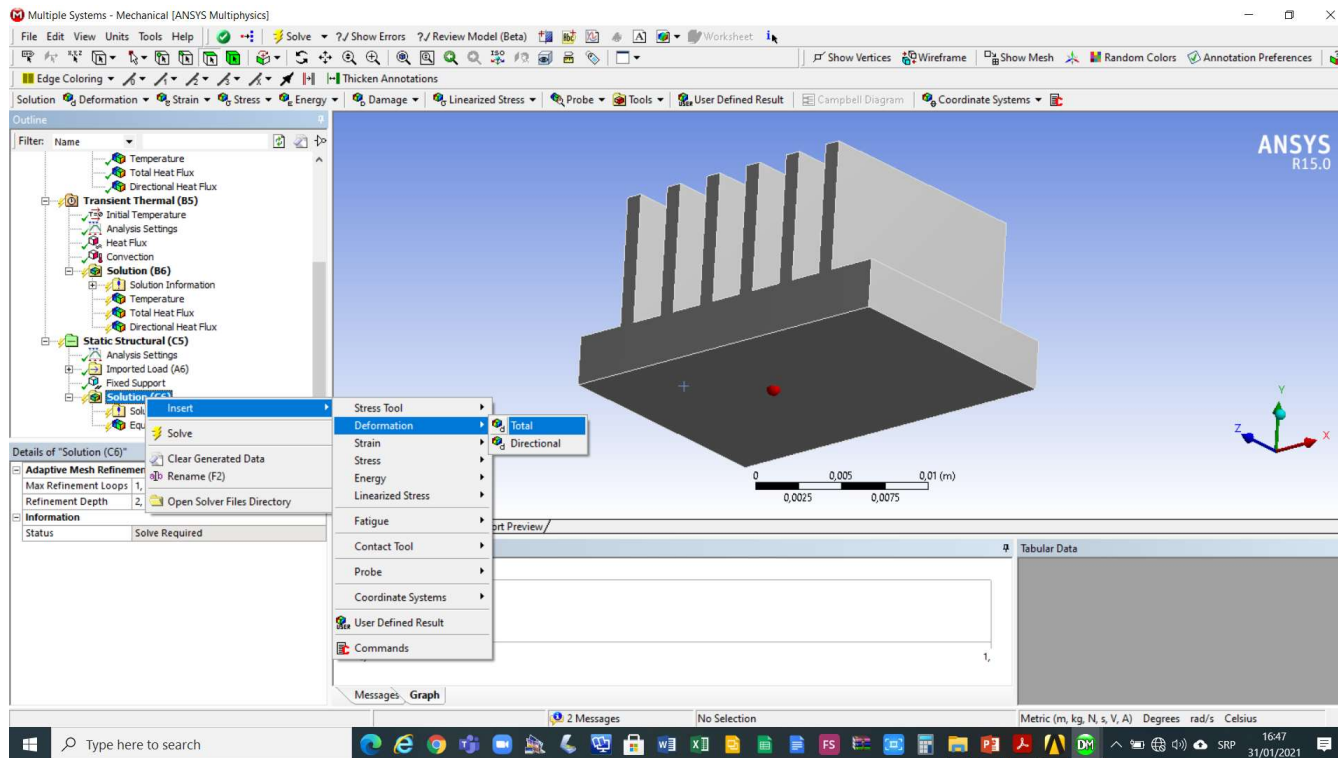 Multiple Systems - Mechanical [ANSYS Multiphysics]
File Edit View Units Tools Help Solve ?✓ Show Errors ?✓ Review Model (Beta) Worksheet
Show Vertices Wireframe Show Mesh Random Colors Annotation Preferences
Edge Coloring Thicken Annotations
Solution Deformation Strain Stress Energy Damage Linearized Stress Probe Tools User Defined Result Campbell Diagram Coordinate Systems
Outline
Filter: Name
Temperature
Total Heat Flux
Directional Heat Flux
Transient Thermal (B5)
Initial Temperature
Analysis Settings
Heat Flux
Convection
Solution (B6)
Solution Information
Temperature
Total Heat Flux
Directional Heat Flux
Static Structural (C5)
Analysis Settings
Imported Load (A6)
Fixed Support
Solution (C6)
Sol
Equ
Insert
Solve
Clear Generated Data
Rename (F2)
Open Solver Files Directory
Stress Tool
Deformation
Strain
Stress
Energy
Linearized Stress
Fatigue
Contact Tool
Probe
Coordinate Systems
User Defined Result
Commands
Total
Directional
Details of "Solution (C6)"
Adaptive Mesh Refinemen
Max Refinement Loops 1,
Refinement Depth 2,
Information
Status Solve Required
ANSYS
R15.0
Y
Z X
0 0,005 0,01 (m)
0,0025 0,0075
ort Preview
Tabular Data
1,
Messages Graph
2 Messages No Selection Metric (m, kg, N, s, V, A) Degrees rad/s Celsius
Type here to search
SRP
16:47
31/01/2021